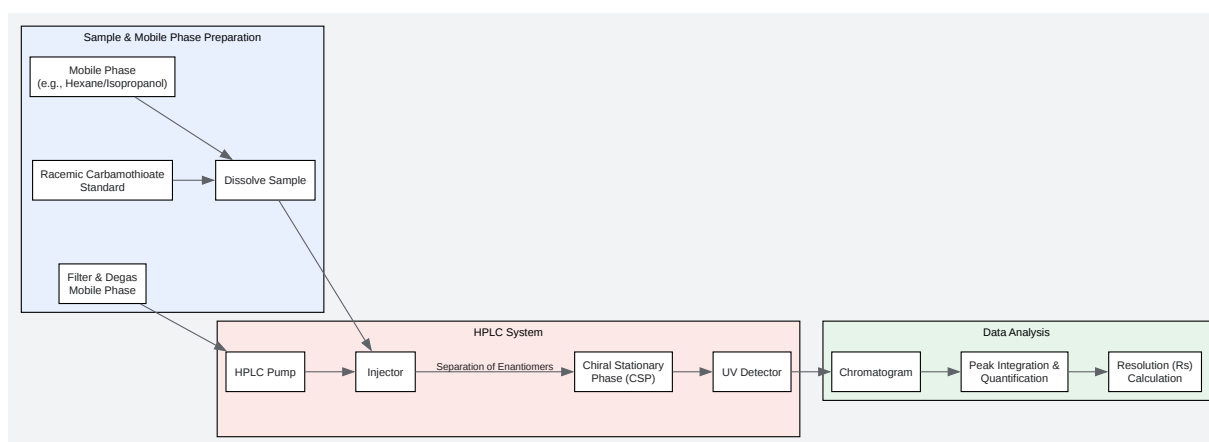 Sample & Mobile Phase Preparation
Mobile Phase
(e.g., Hexane/Isopropanol)
Racemic Carbamothioate
Standard
Dissolve Sample
Filter & Degas
Mobile Phase
HPLC System
HPLC Pump
Injector
Separation of Enantiomers
Chiral Stationary
Phase (CSP)
UV Detector
Data Analysis
Chromatogram
Peak Integration &
Quantification
Resolution (Rs)
Calculation